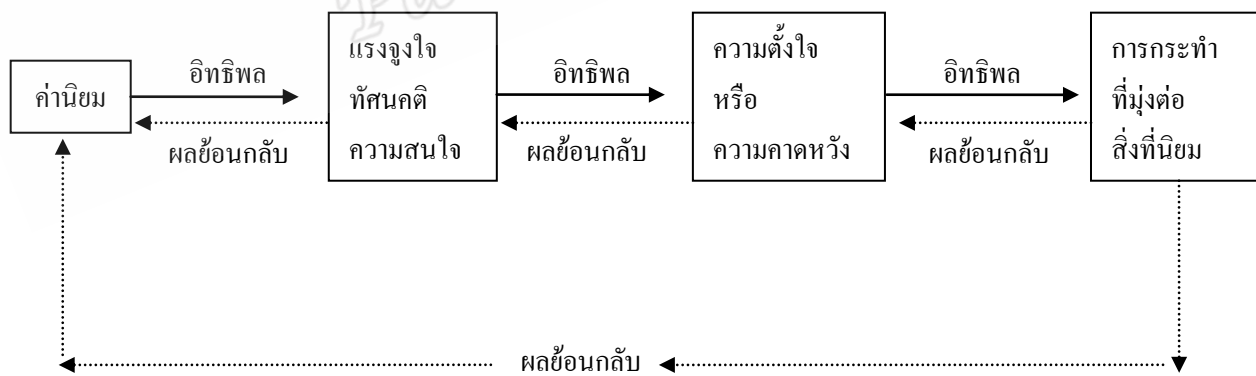 ค่านิยม
อิทธิพล
ผลย้อนกลับ
แรงจูงใจ
ทัศนคติ
ความสนใจ
อิทธิพล
ผลย้อนกลับ
ความตั้งใจ
หรือ
ความคาดหวัง
อิทธิพล
ผลย้อนกลับ
การกระทำ
ที่มุ่งต่อ
สิ่งที่นิยม
ผลย้อนกลับ